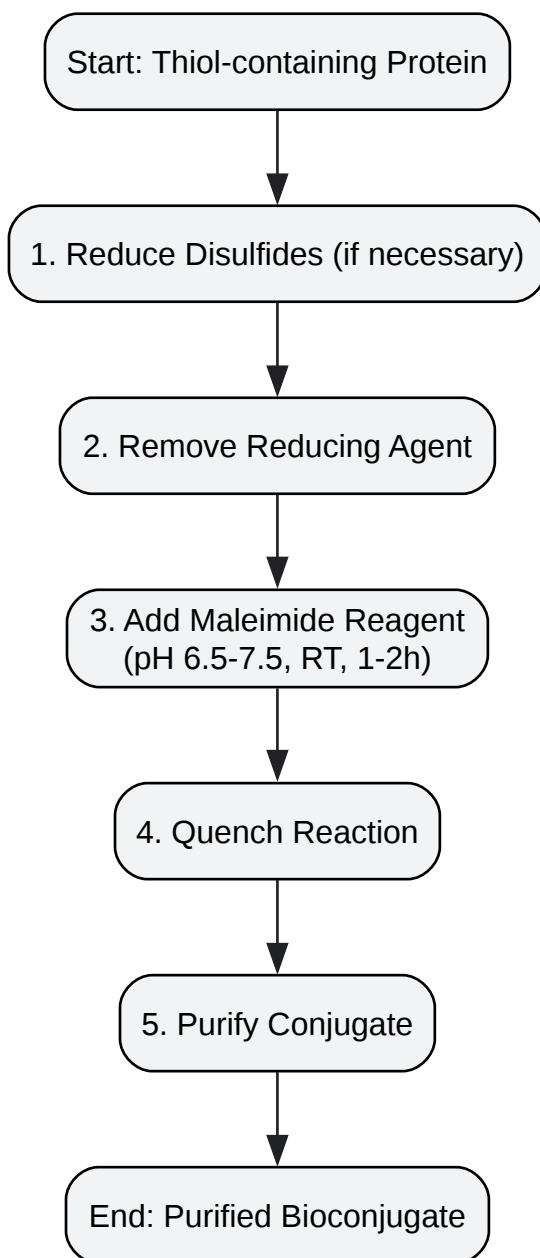 Start: Thiol-containing Protein
1. Reduce Disulfides (if necessary)
2. Remove Reducing Agent
3. Add Maleimide Reagent
(pH 6.5-7.5, RT, 1-2h)
4. Quench Reaction
5. Purify Conjugate
End: Purified Bioconjugate